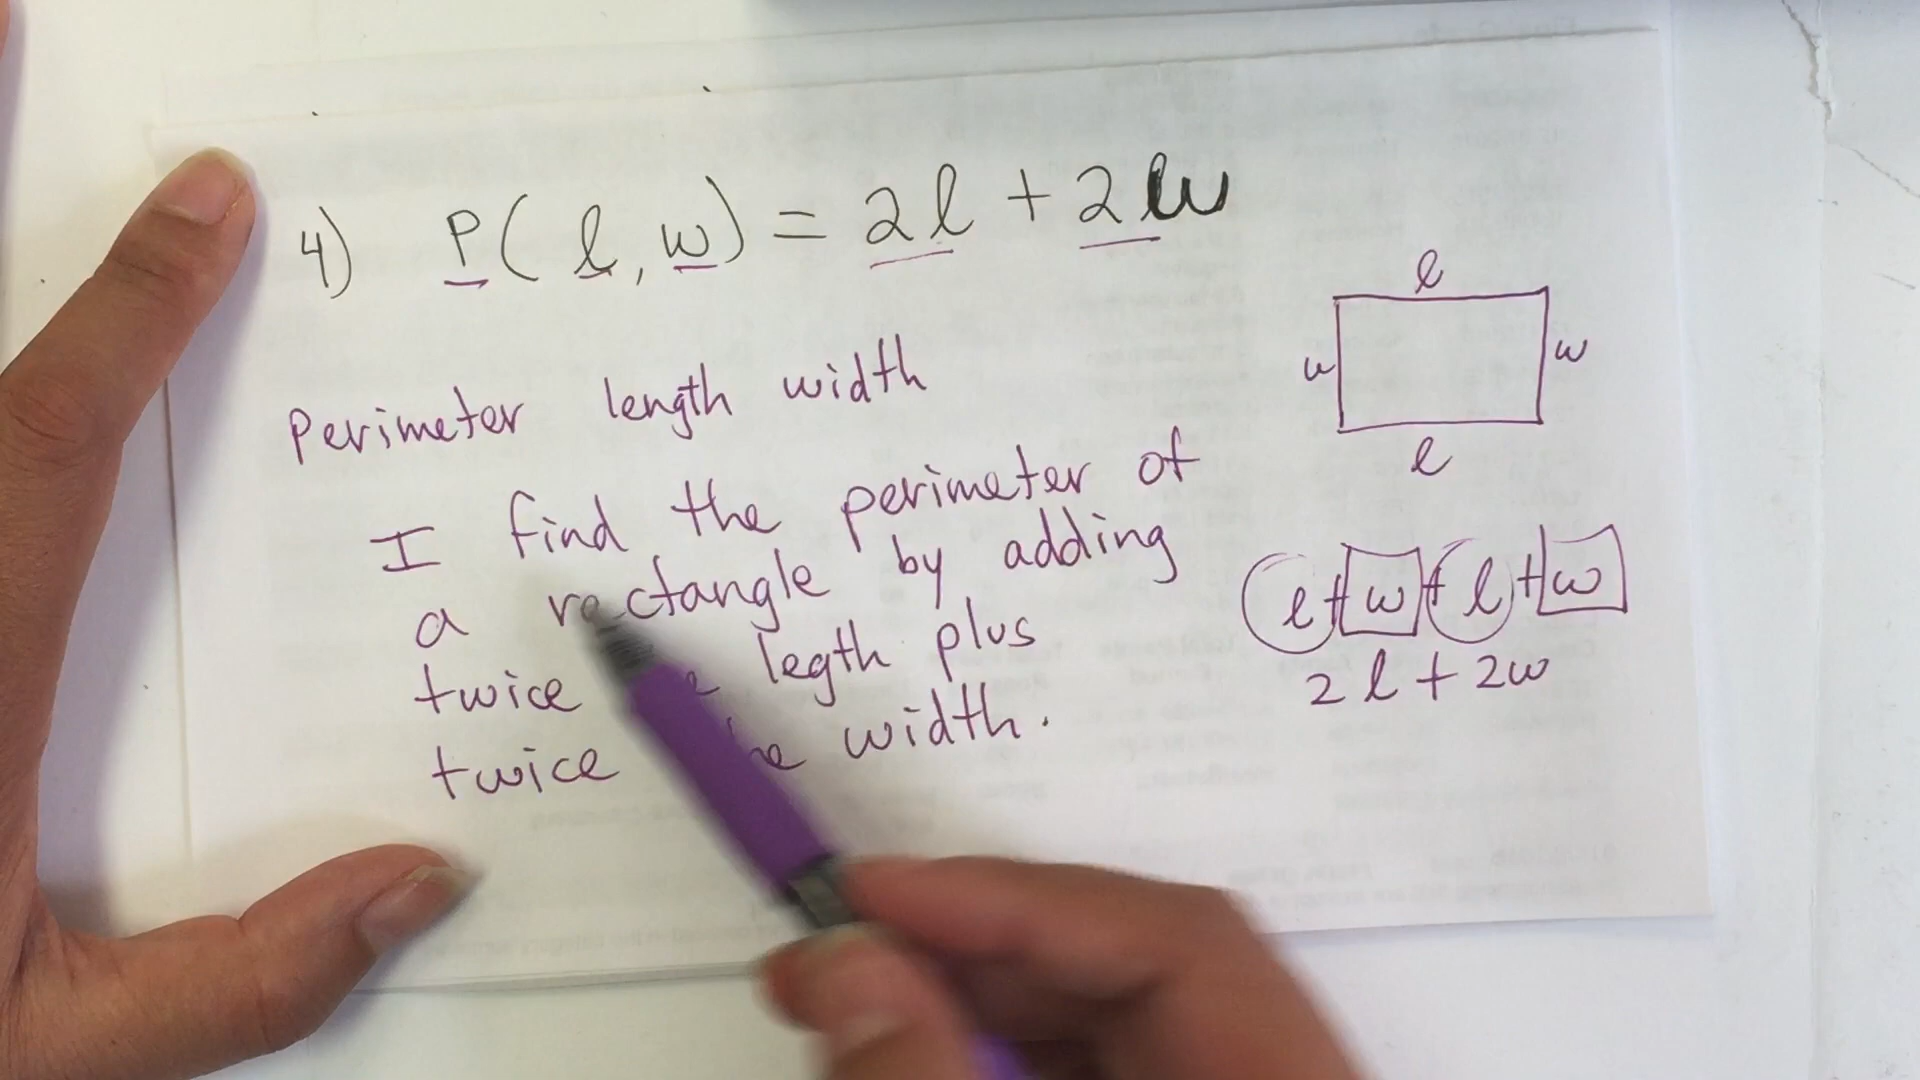 4) P(l, w) = 2l + 2w
Perimeter length width
I find the perimeter of
a rectangle by adding
twice legth plus
twice width.
l
w w
l
l+w+l+w
2l+2w